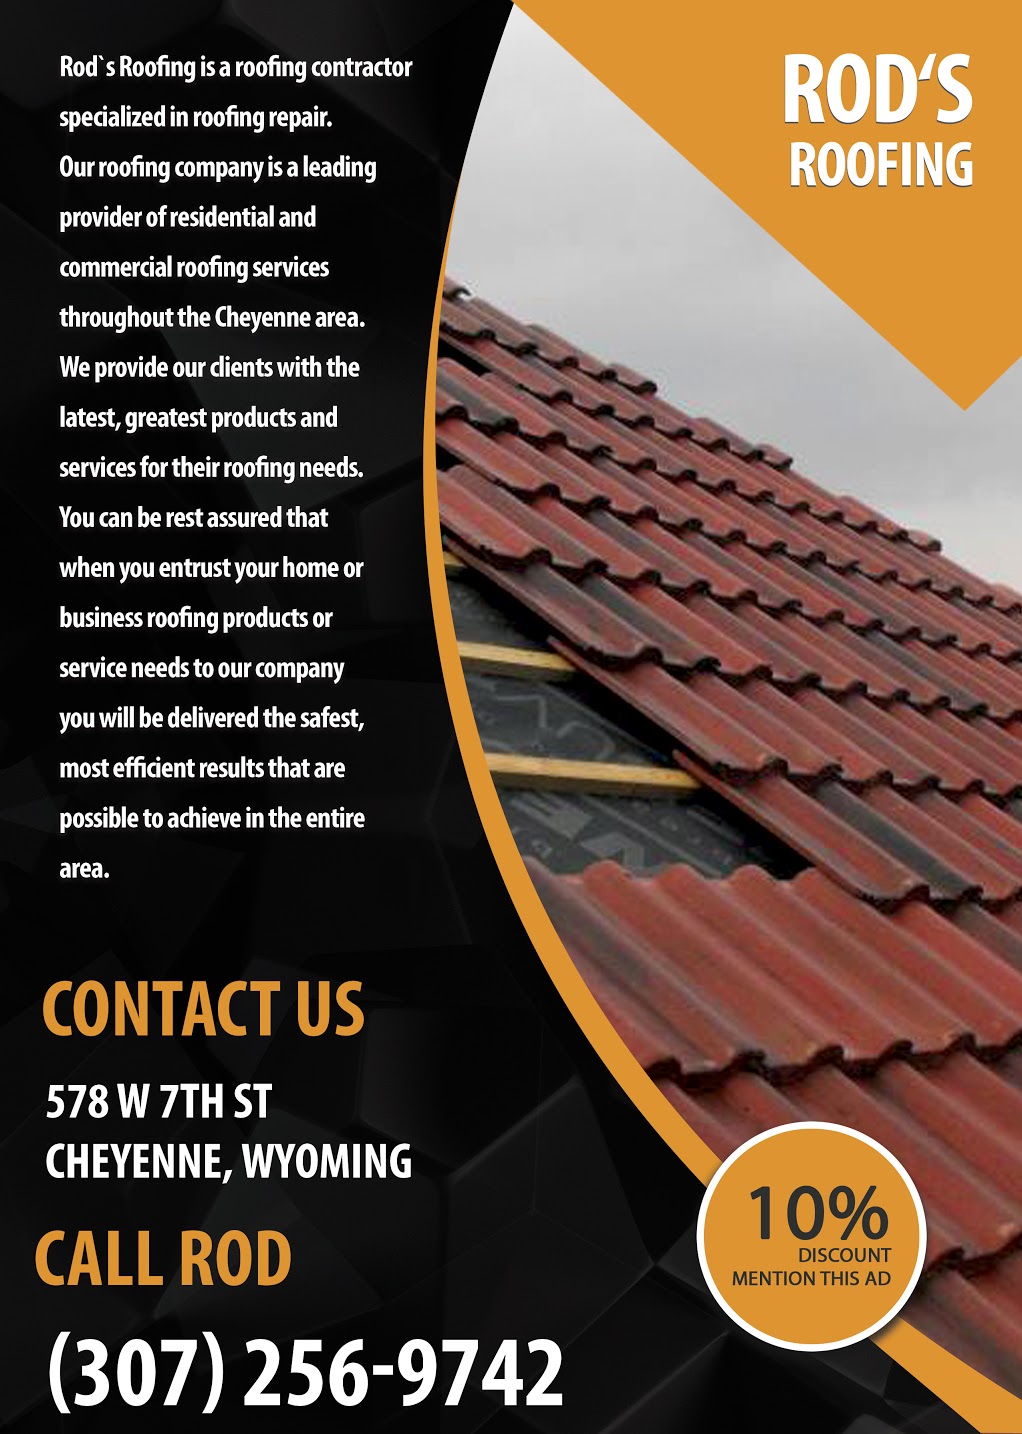 Rod`s Roofing is a roofing contractor
specialized in roofing repair.
Our roofing company is a leading
provider of residential and
commercial roofing services
throughout the Cheyenne area.
We provide our clients with the
latest, greatest products and
services for their roofing needs.
You can be rest assured that
when you entrust your home or
business roofing products or
service needs to our company
you will be delivered the safest,
most efficient results that are
possible to achieve in the entire
area.
ROD‘S
ROOFING
CONTACT US
578 W 7TH ST
CHEYENNE, WYOMING
CALL ROD
(307) 256-9742
10%
DISCOUNT
MENTION THIS AD